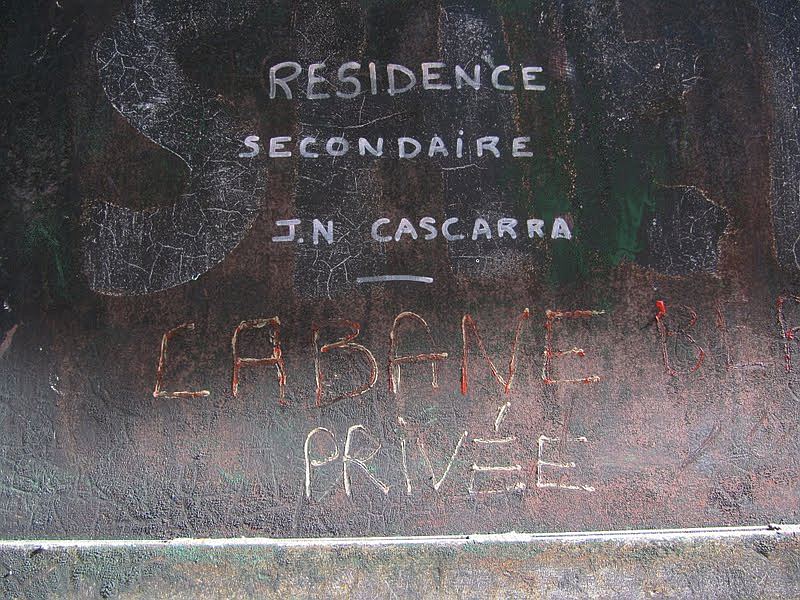 RESIDENCE
SECONDAiRE
J.N CASCARRA
CABANE
PRIVÉE